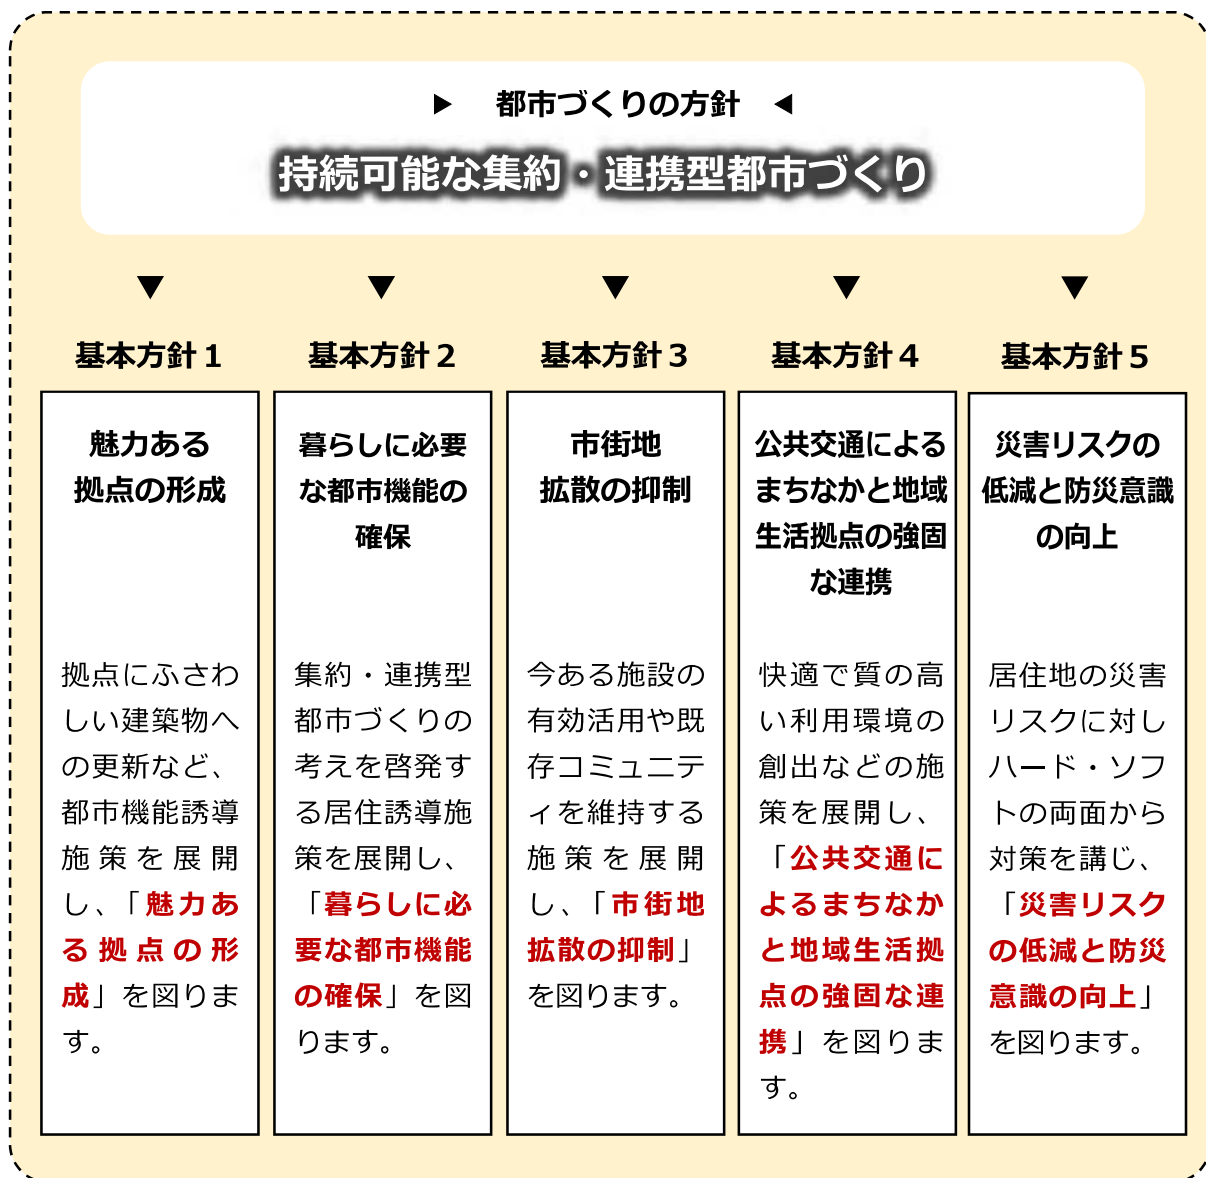 ▶ 都市づくりの方針 ◀
持続可能な集約・連携型都市づくり
▼ ▼ ▼ ▼ ▼
基本方針１
魅力ある
拠点の形成
拠点にふさわ
しい建築物へ
の更新など、
都市機能誘導
施策を展開
し、「魅力あ
る拠点の形
成」を図りま
す。
基本方針２
暮らしに必要
な都市機能の
確保
集約・連携型
都市づくりの
考えを啓発す
る居住誘導施
策を展開し、
「暮らしに必
要な都市機能
の確保」を図
ります。
基本方針３
市街地
拡散の抑制
今ある施設の
有効活用や既
存コミュニテ
ィを維持する
施策を展開
し、「市街地
拡散の抑制」
を図ります。
基本方針４
公共交通による
まちなかと地域
生活拠点の強固
な連携
快適で質の高
い利用環境の
創出などの施
策を展開し、
「公共交通に
よるまちなか
と地域生活拠
点の強固な連
携」を図りま
す。
基本方針５
災害リスクの
低減と防災意識
の向上
居住地の災害
リスクに対し
ハード・ソフ
トの両面から
対策を講じ、
「災害リスク
の低減と防災
意識の向上」
を図ります。